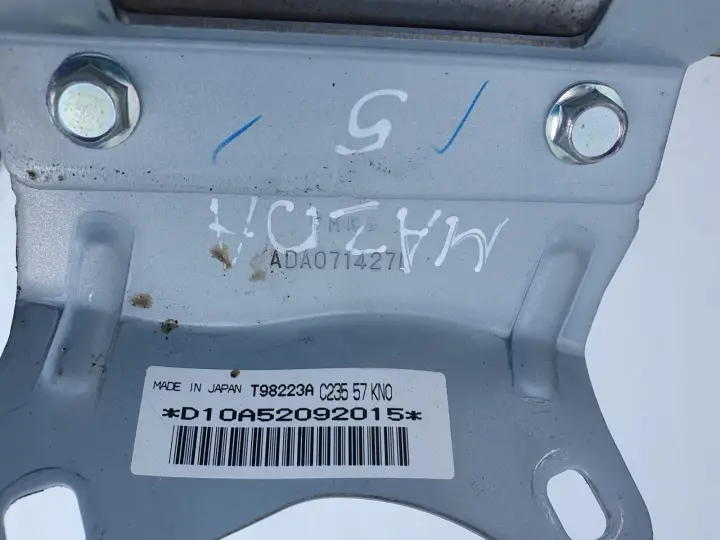 5
MAZDA
ADA071427
MADE IN JAPAN T98223A C235 57 KNO
*D10A52092015*